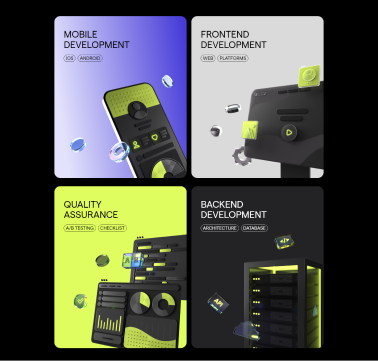 MOBILE
DEVELOPMENT
IOS ANDROID
FRONTEND
DEVELOPMENT
WEB PLATFORMS
QUALITY
ASSURANCE
A/B TESTING CHECKLIST
BACKEND
DEVELOPMENT
ARCHITECTURE DATABASE
</>
API